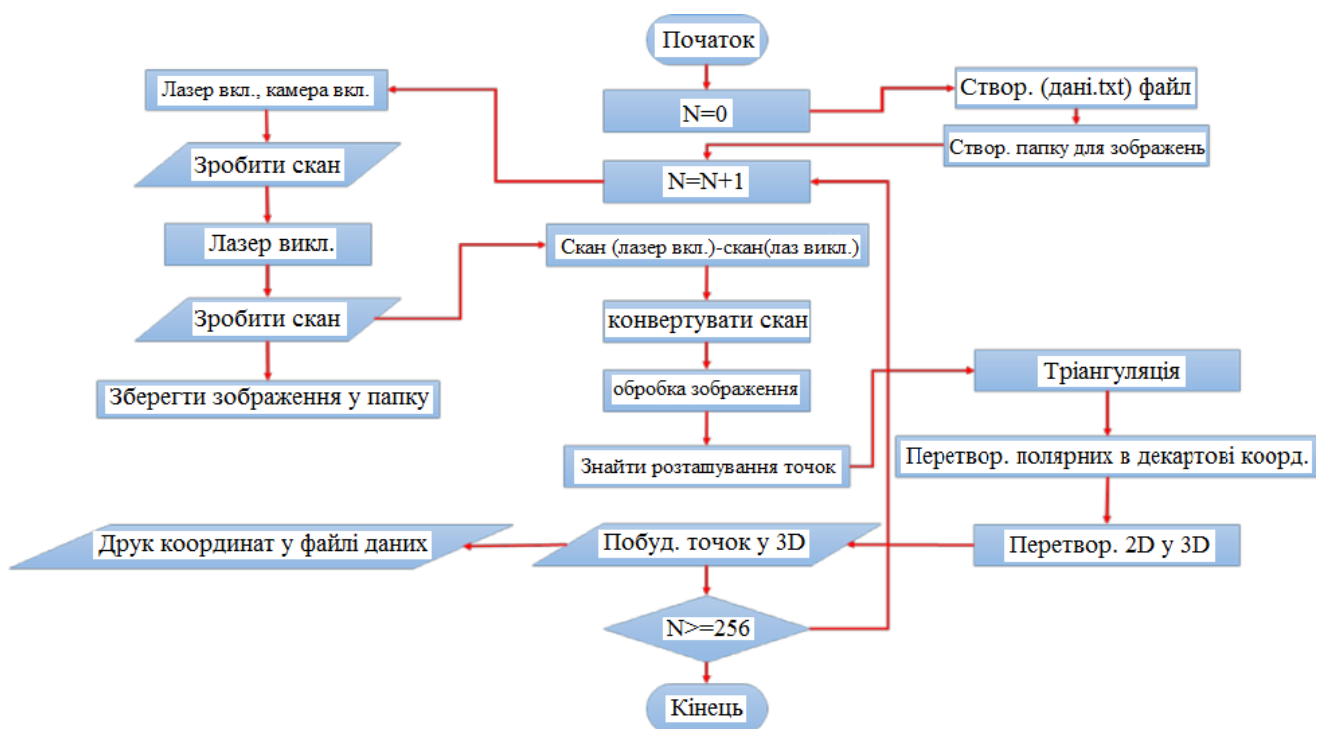 Початок
N=0
Створ. (дані.txt) файл
Створ. папку для зображень
N=N+1
Лазер вкл., камера вкл.
Зробити скан
Лазер викл.
Зробити скан
Зберегти зображення у папку
Скан (лазер вкл.)-скан(лаз викл.)
конвертувати скан
обробка зображення
Знайти розташування точок
Тріангуляція
Перетвор. полярних в декартові коорд.
Перетвор. 2D у 3D
Побуд. точок у 3D
Друк координат у файлі даних
N>=256
Кінець